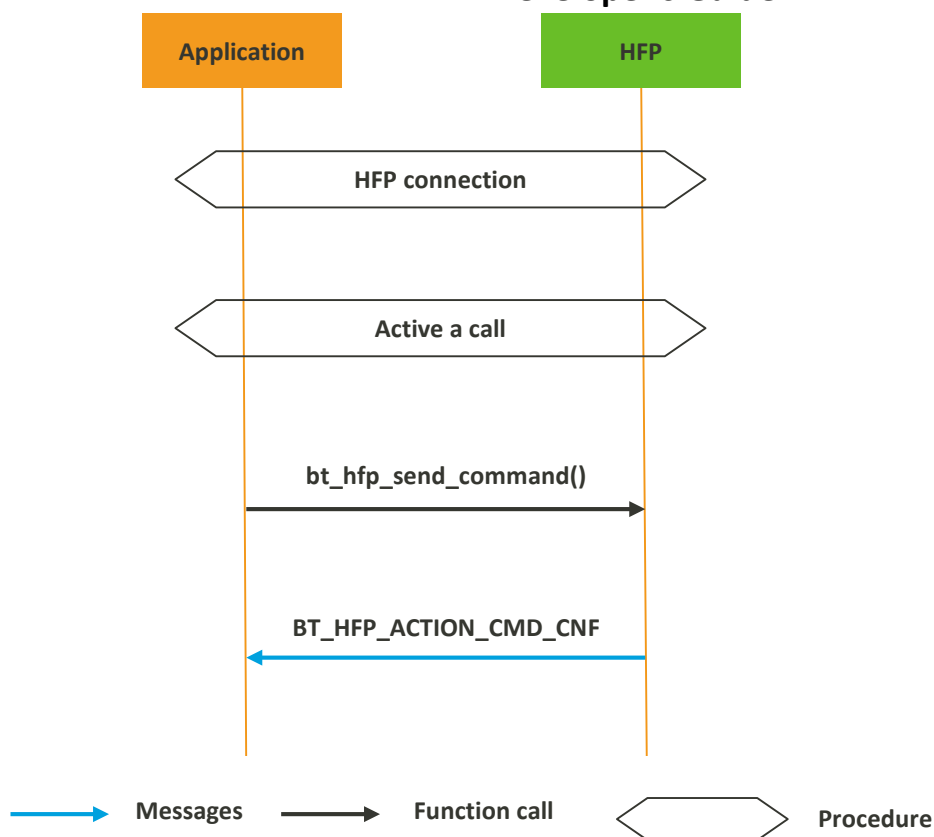 Application
HFP
HFP connection
Active a call
bt_hfp_send_command()
BT_HFP_ACTION_CMD_CNF
Messages
Function call
Procedure